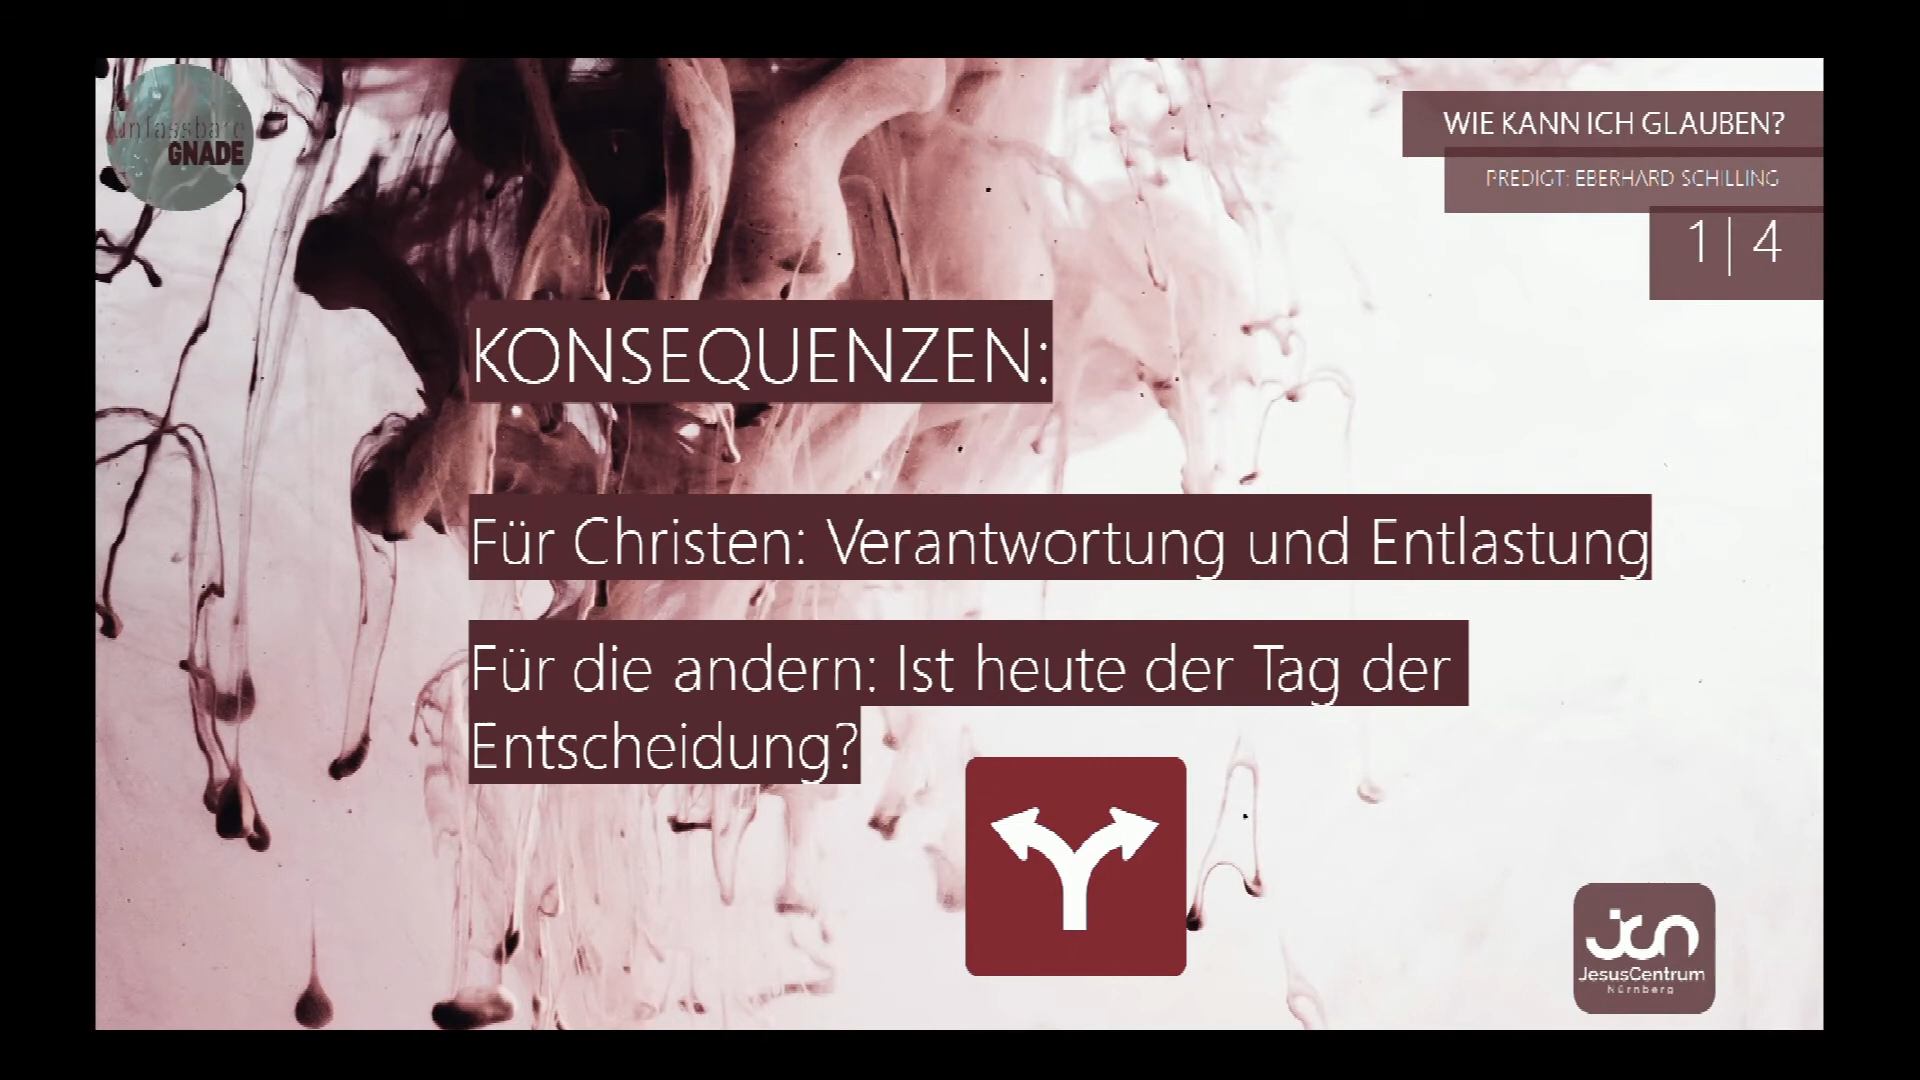 Unfassbare
GNADE
WIE KANN ICH GLAUBEN?
PREDIGT: EBERHARD SCHILLING
1 | 4
KONSEQUENZEN:
Für Christen: Verantwortung und Entlastung
Für die andern: Ist heute der Tag der
Entscheidung?
jcn
JesusCentrum
Nürnberg